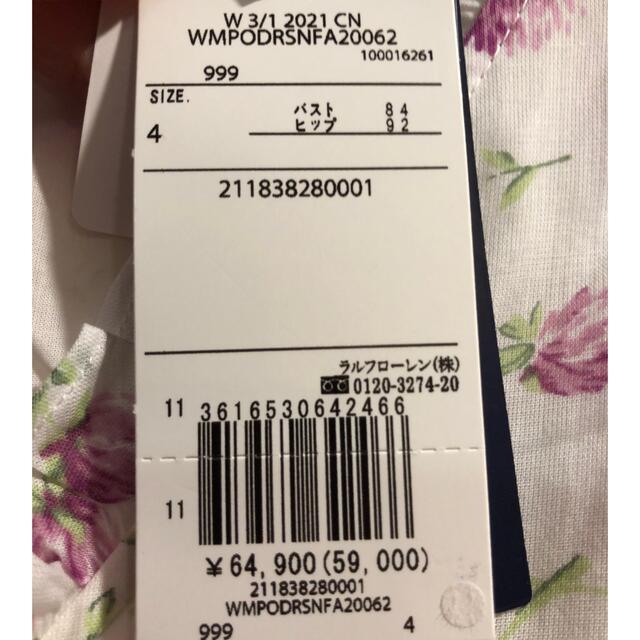 W 3/1 2021 CN
WMPODRSNFA20062
100016261
999
SIZE.
バスト 84
4
ヒップ 92
211838280001
ラルフローレン(株)
0120-3274-20
11 3616530642466
11
¥64,900(59,000)
211838280001
WMPODRSNFA20062
999 4